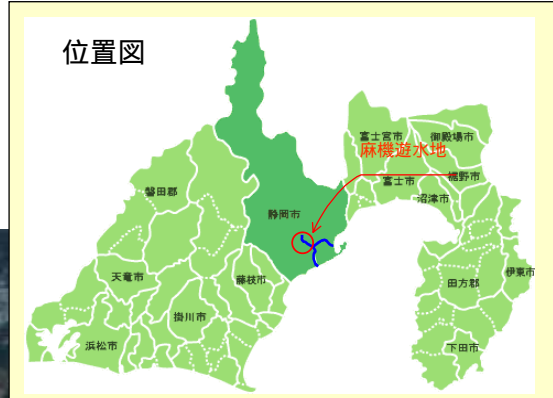 位置図
富士宮市
御殿場市
麻機遊水地
裾野市
富士市
沼津市
磐田郡
静岡市
天竜市
藤枝市
伊東市
田方郡
掛川市
浜松市
下田市